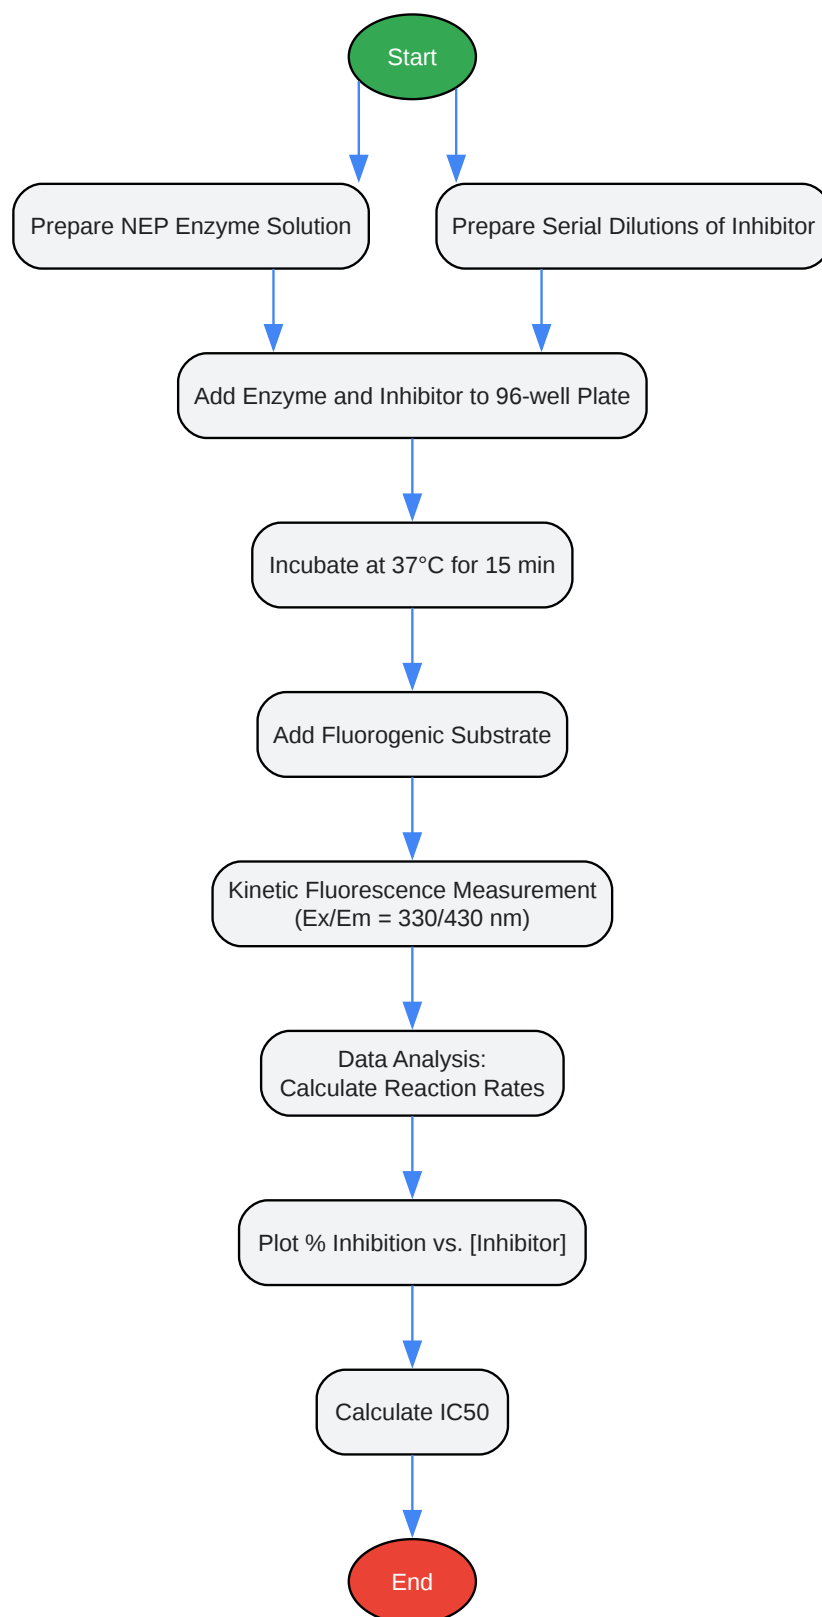 Start
Prepare NEP Enzyme Solution
Prepare Serial Dilutions of Inhibitor
Add Enzyme and Inhibitor to 96-well Plate
Incubate at 37°C for 15 min
Add Fluorogenic Substrate
Kinetic Fluorescence Measurement
(Ex/Em = 330/430 nm)
Data Analysis:
Calculate Reaction Rates
Plot % Inhibition vs. [Inhibitor]
Calculate IC50
End